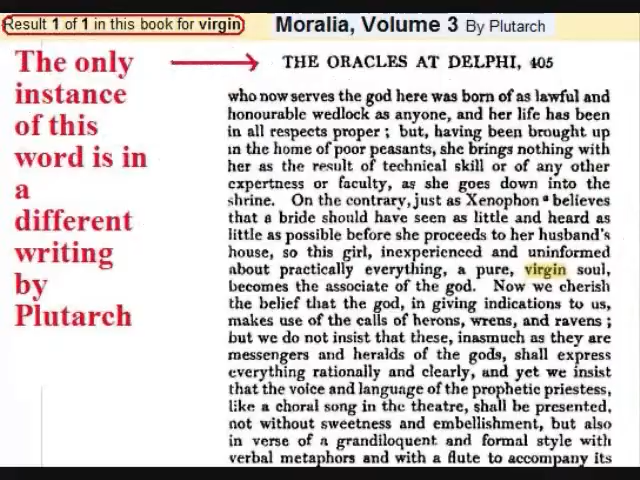 Result 1 of 1 in this book for virgin
Moralia, Volume 3 By Plutarch
The only
instance
of this
word is in
a
different
writing
by
Plutarch
THE ORACLES AT DELPHI, 405
who now serves the god here was born of as lawful and
honourable wedlock as anyone, and her life has been
in all respects proper ; but, having been brought up
in the home of poor peasants, she brings nothing with
her as the result of technical skill or of any other
expertness or faculty, as she goes down into the
shrine. On the contrary, just as Xenophon a believes
that a bride should have seen as little and heard as
little as possible before she proceeds to her husband's
house, so this girl, inexperienced and uninformed
about practically everything, a pure, virgin soul,
becomes the associate of the god. Now we cherish
the belief that the god, in giving indications to us,
makes use of the calls of herons, wrens, and ravens ;
but we do not insist that these, inasmuch as they are
messengers and heralds of the gods, shall express
everything rationally and clearly, and yet we insist
that the voice and language of the prophetic priestess,
like a choral song in the theatre, shall be presented,
not without sweetness and embellishment, but also
in verse of a grandiloquent and formal style with
verbal metaphors and with a flute to accompany its